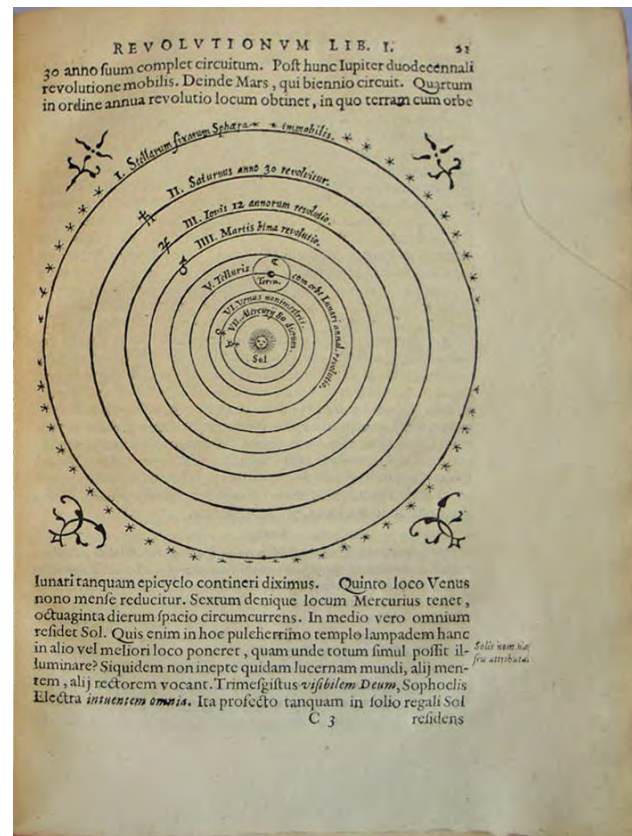 REVOLVTIONVM LIB. I.
30 anno ſuum complet circuitum. Poſt hunc Iupiter duodecennali
revolutione mobilis. Deinde Mars, qui biennio circuit. Quartum
in ordine annua revolutio locum obtinet, in quo terram cum orbe
I. Stellarum fixarum Sphæra immobilis.
II. Saturnus anno 30 revolvitur.
III. Iovis 12 annorum revolutio.
IIII. Martis bina revolutio.
V. Telluris cum orbe Lunari annua revolutio.
Terra.
VI. Venus nonimeſtris.
VII. Mercurij 80 dierum.
Sol
lunari tanquam epicyclo contineri diximus. Quinto loco Venus
nono menſe reducitur. Sextum denique locum Mercurius tenet,
octuaginta dierum ſpacio circumcurrens. In medio vero omnium
reſidet Sol. Quis enim in hoc pulcherrimo templo lampadem hanc
in alio vel meliori loco poneret, quam unde totum ſimul poſſit il-
luminare? Siquidem non inepte quidam lucernam mundi, alij men-
tem, alij rectorem vocant. Trimeſgiſtus viſibilem Deum, Sophoclis
Electra intuentem omnia. Ita profecto tanquam in ſolio regali Sol
C 3 reſidens